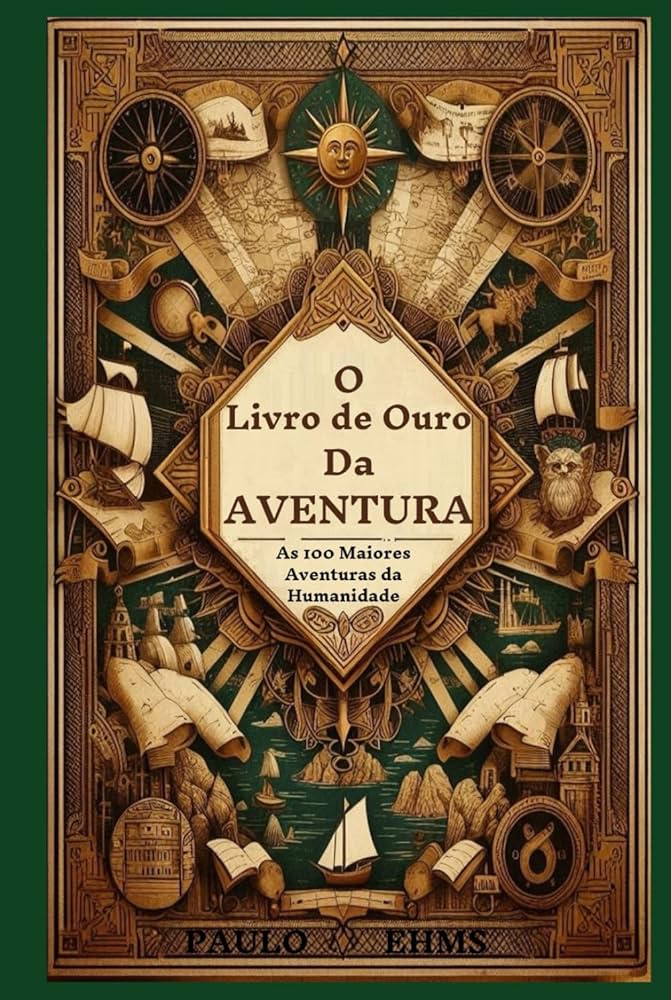 O
Livro de Ouro
Da
AVENTURA
As 100 Maiores
Aventuras da
Humanidade
PAULO EHMS